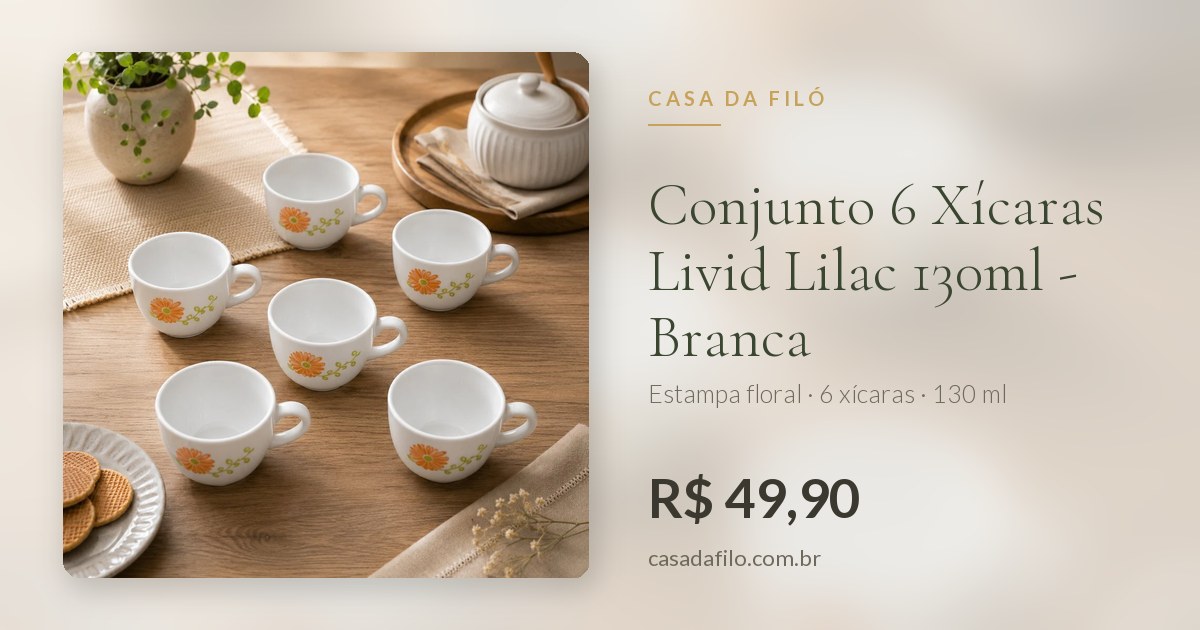 CASA DA FILÓ
Conjunto 6 Xícaras
Livid Lilac 130ml -
Branca
Estampa floral · 6 xícaras · 130 ml
R$ 49,90
casadafilo.com.br